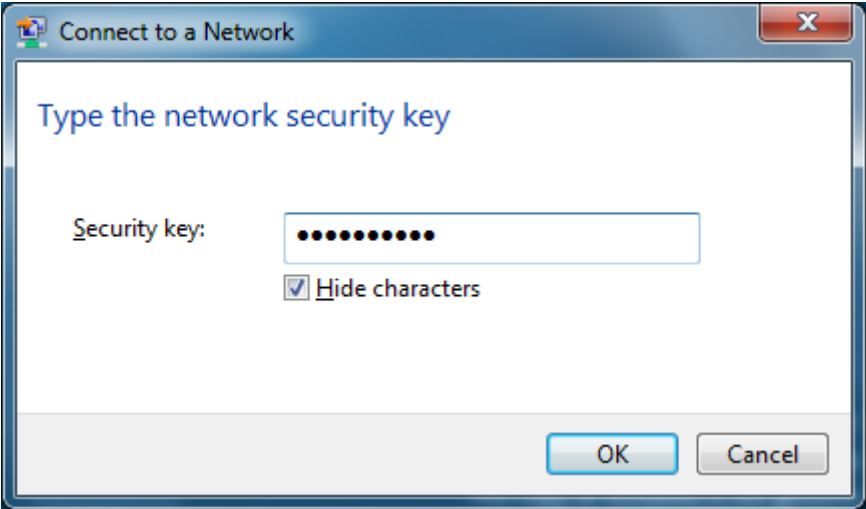 Connect to a Network
Type the network security key
Security key: ••••••••••
Hide characters
OK Cancel